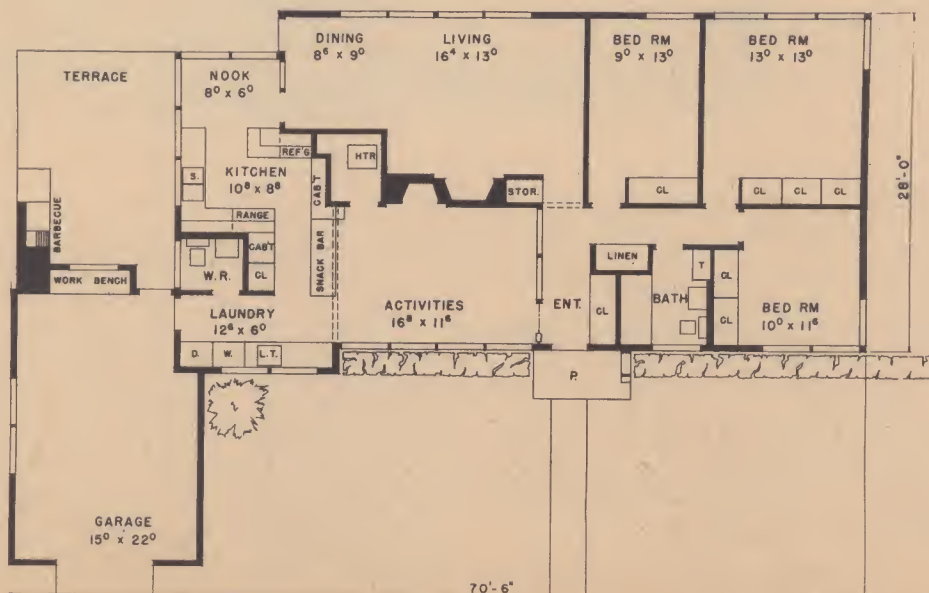 TERRACE
NOOK
8⁰ x 6⁰
DINING
8⁶ x 9⁰
LIVING
16⁴ x 13⁰
BED RM
9⁰ x 13⁰
BED RM
13⁰ x 13⁰
28'-0"
REF'G
HTR
S.
KITCHEN
10⁸ x 8⁶
CAB'T
STOR.
CL
CL
CL
CL
BARBECUE
RANGE
CAB'T
CL
W.R.
SNACK BAR
WORK BENCH
LAUNDRY
12⁶ x 6⁰
ACTIVITIES
16⁸ x 11⁶
ENT.
LINEN
CL
BATH
T
CL
CL
BED RM
10⁰ x 11⁶
D.
W.
L.T.
P.
GARAGE
15⁰ x 22⁰
70'-6"